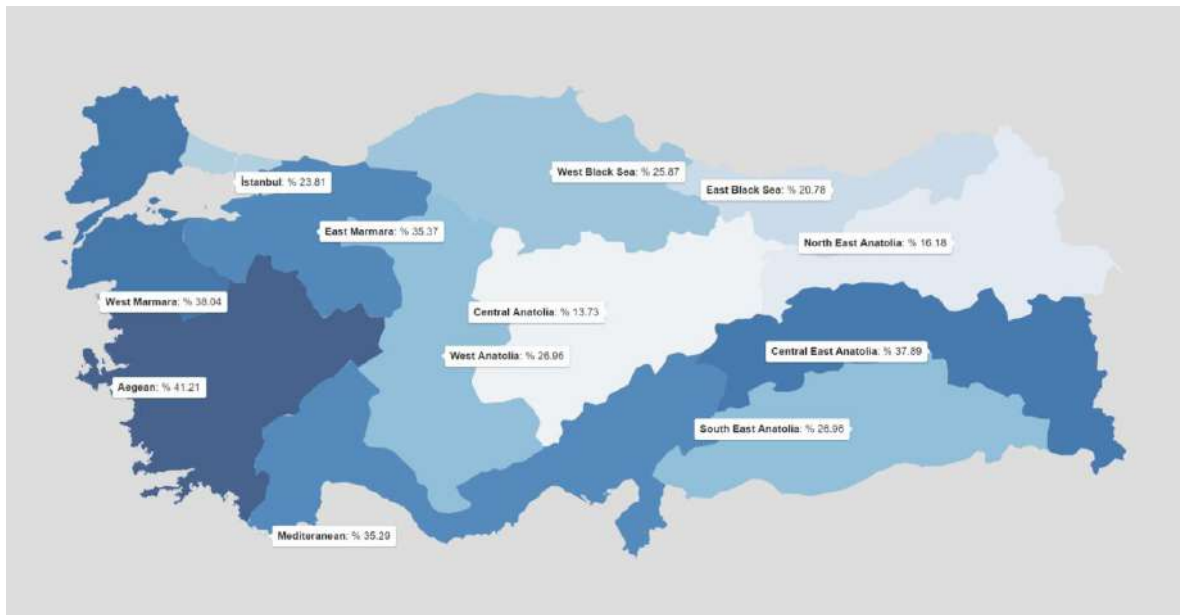 İstanbul: % 23.81
West Black Sea: % 25.87
East Black Sea: % 20.78
East Marmara: % 35.37
North East Anatolia: % 16.18
West Marmara: % 38.04
Central Anatolia: % 13.73
West Anatolia: % 26.96
Central East Anatolia: % 37.89
Aegean: % 41.21
South East Anatolia: % 26.96
Mediteranean: % 35.29